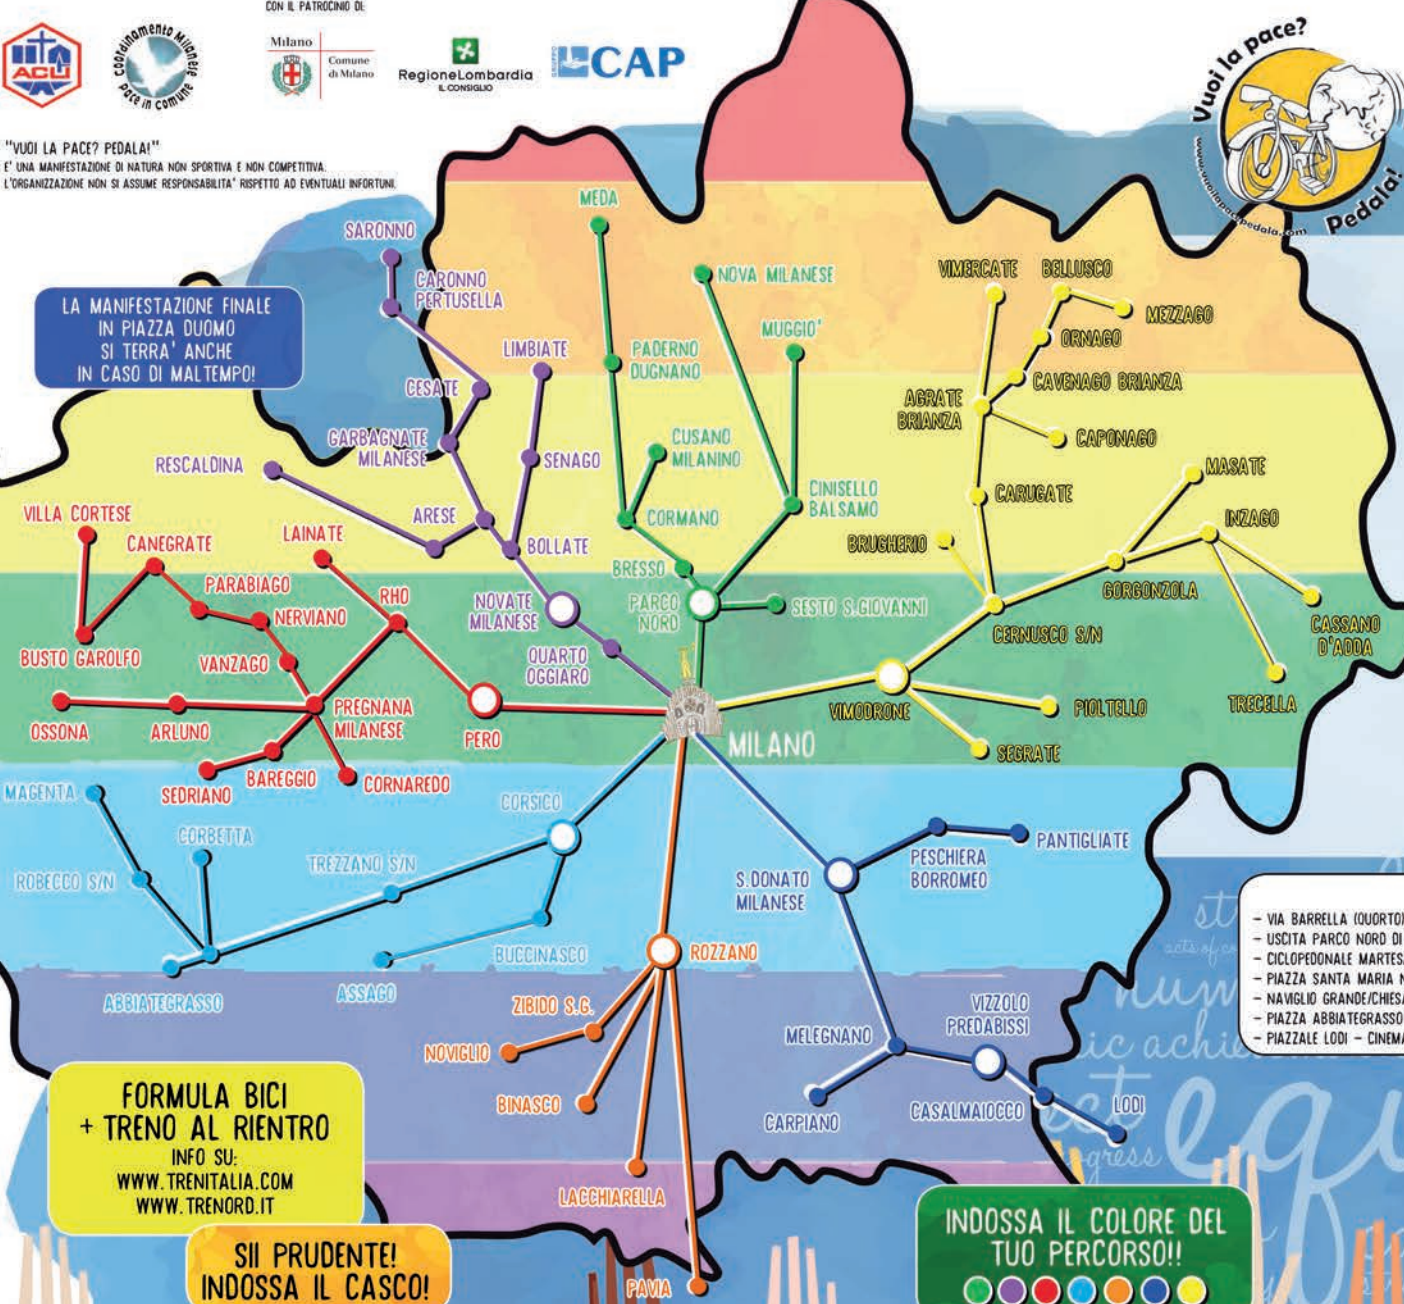 CON IL PATROCINIO DI:
ACLI
coordinamento Milanese
pace in comune
Milano
Comune
di Milano
RegioneLombardia
IL CONSIGLIO
GRUPPO
CAP
Vuoi la pace?
Pedala!
www.vuoilapacepedala.com
"VUOI LA PACE? PEDALA!"
E' UNA MANIFESTAZIONE DI NATURA NON SPORTIVA E NON COMPETITIVA.
L'ORGANIZZAZIONE NON SI ASSUME RESPONSABILITA' RISPETTO AD EVENTUALI INFORTUNI.
LA MANIFESTAZIONE FINALE
IN PIAZZA DUOMO
SI TERRA' ANCHE
IN CASO DI MALTEMPO!
SARONNO
CARONNO
PERTUSELLA
CESATE
GARBAGNATE
MILANESE
LIMBIATE
SENAGO
RESCALDINA
ARESE
BOLLATE
NOVATE
MILANESE
QUARTO
OGGIARO
MEDA
NOVA MILANESE
MUGGIO'
PADERNO
DUGNANO
CUSANO
MILANINO
CORMANO
CINISELLO
BALSAMO
BRESSO
PARCO
NORD
SESTO S.GIOVANNI
VIMERCATE
BELLUSCO
MEZZAGO
ORNAGO
CAVENAGO BRIANZA
AGRATE
BRIANZA
CAPONAGO
CARUGATE
MASATE
INZAGO
BRUGHERIO
GORGONZOLA
CERNUSCO S/N
CASSANO
D'ADDA
TRECELLA
VIMODRONE
PIOLTELLO
SEGRATE
VILLA CORTESE
CANEGRATE
LAINATE
PARABIAGO
NERVIANO
RHO
BUSTO GAROLFO
VANZAGO
OSSONA
ARLUNO
PREGNANA
MILANESE
PERO
SEDRIANO
BAREGGIO
CORNAREDO
MILANO
MAGENTA
CORBETTA
ROBECCO S/N
TREZZANO S/N
CORSICO
BUCCINASCO
ABBIATEGRASSO
ASSAGO
S.DONATO
MILANESE
PESCHIERA
BORROMEO
PANTIGLIATE
ROZZANO
ZIBIDO S.G.
NOVIGLIO
BINASCO
LACCHIARELLA
PAVIA
MELEGNANO
VIZZOLO
PREDABISSI
CARPIANO
CASALMAIOCCO
LODI
- VIA BARRELLA (QUORTO)
- USCITA PARCO NORD DI
- CICLOPEDONALE MARTESA
- PIAZZA SANTA MARIA N
- NAVIGLIO GRANDE/CHIESA
- PIAZZA ABBIATEGRASSO
- PIAZZALE LODI - CINEMA
FORMULA BICI
+ TRENO AL RIENTRO
INFO SU:
WWW.TRENITALIA.COM
WWW.TRENORD.IT
SII PRUDENTE!
INDOSSA IL CASCO!
INDOSSA IL COLORE DEL
TUO PERCORSO!!